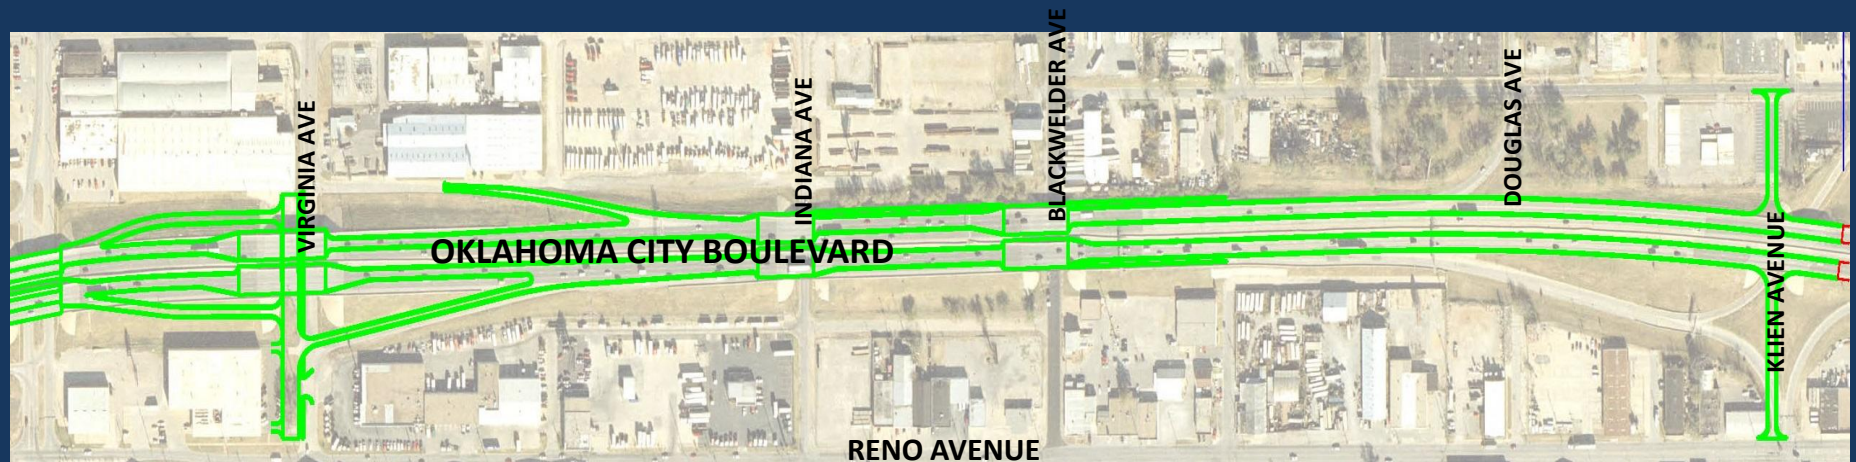 VIRGINIA AVE
INDIANA AVE
BLACKWELDER AVE
DOUGLAS AVE
KLIEN AVENUE
OKLAHOMA CITY BOULEVARD
RENO AVENUE